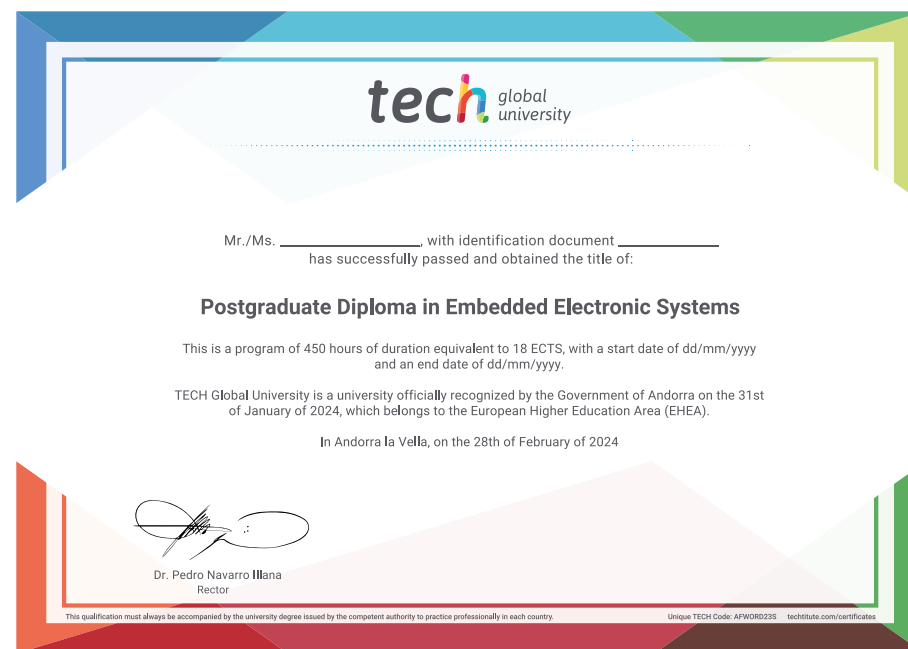 tech global university
Mr./Ms. ____________________, with identification document ______________
has successfully passed and obtained the title of:
Postgraduate Diploma in Embedded Electronic Systems
This is a program of 450 hours of duration equivalent to 18 ECTS, with a start date of dd/mm/yyyy
and an end date of dd/mm/yyyy.
TECH Global University is a university officially recognized by the Government of Andorra on the 31st
of January of 2024, which belongs to the European Higher Education Area (EHEA).
In Andorra la Vella, on the 28th of February of 2024
Dr. Pedro Navarro Illana
Rector
This qualification must always be accompanied by the university degree issued by the competent authority to practice professionally in each country.
Unique TECH Code: AFWORD23S techtitute.com/certificates